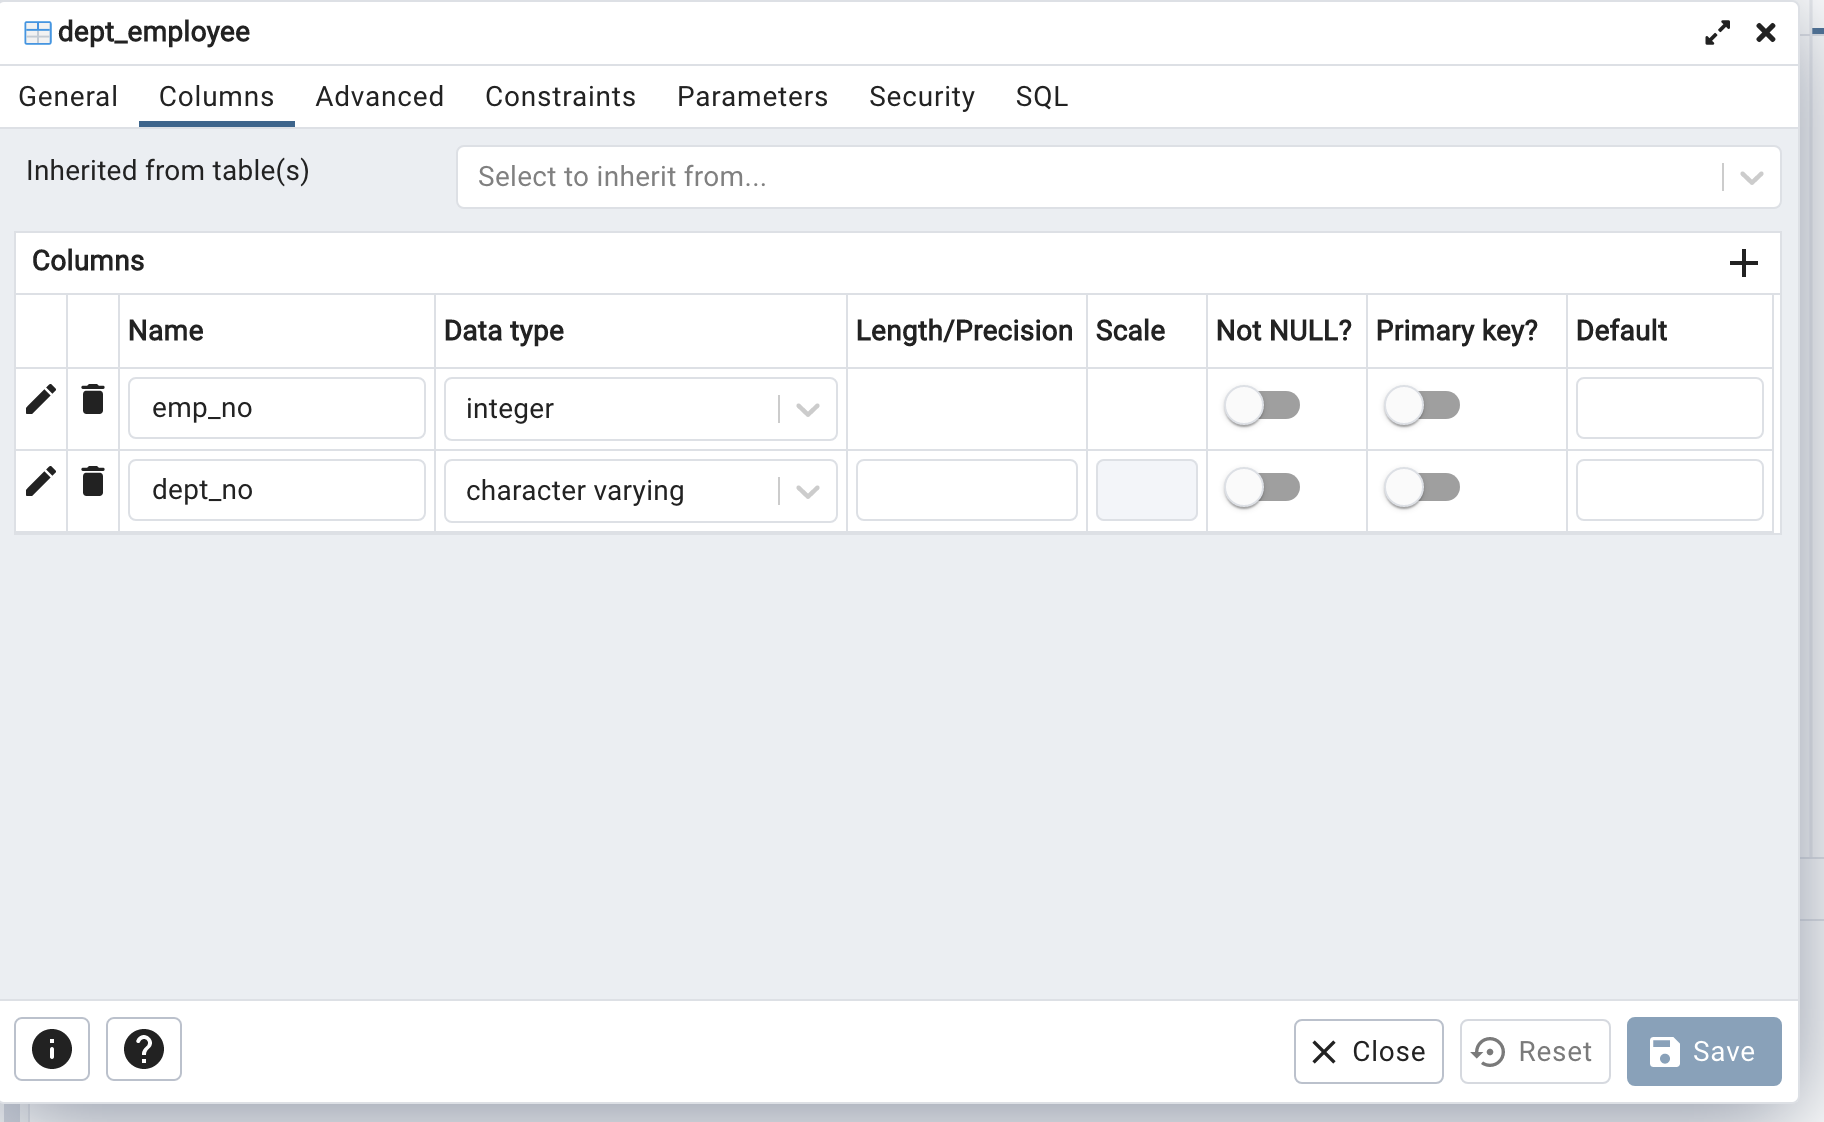 dept_employee
General Columns Advanced Constraints Parameters Security SQL
Inherited from table(s) Select to inherit from...
Columns
Name Data type Length/Precision Scale Not NULL? Primary key? Default
emp_no integer
dept_no character varying
Close Reset Save